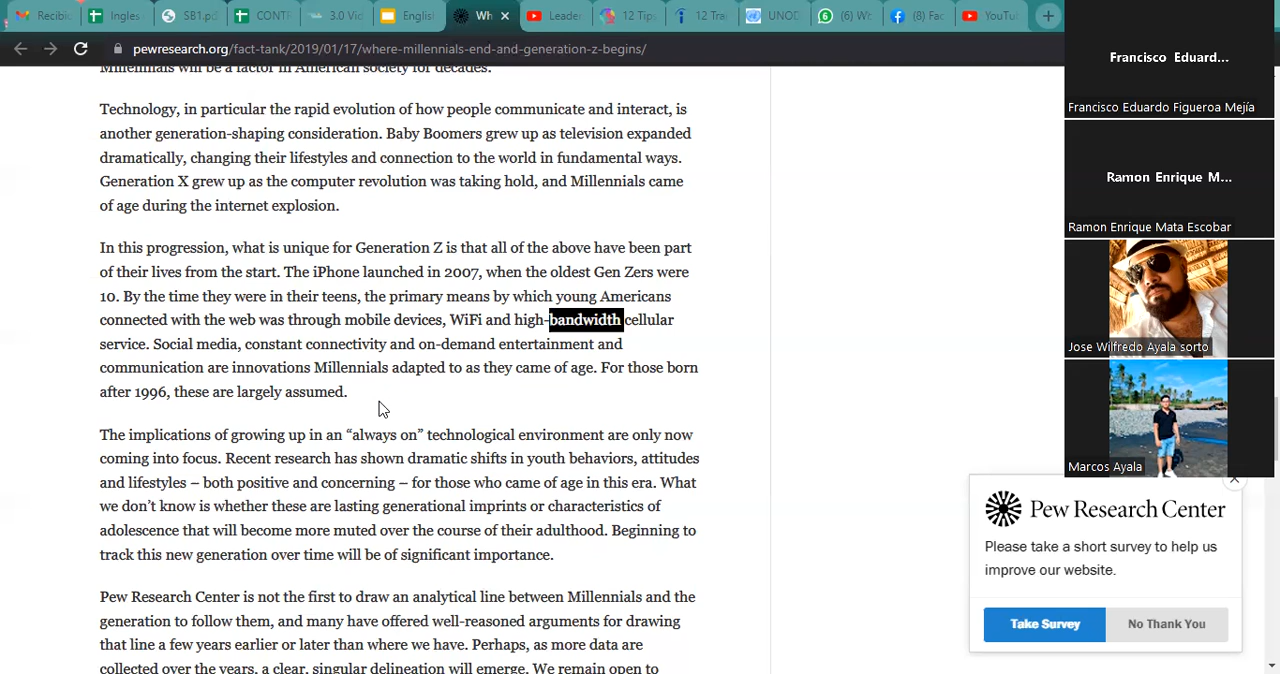 Recibic
Ingles
SB1.pd
CONTF
3.0 Vid
English
Wh
Leader
12 Tips
12 Tra
UNOD
(6) Wh
(8) Fac
YouTu
pewresearch.org/fact-tank/2019/01/17/where-millennials-end-and-generation-z-begins/
Millennials will be a factor in American society for decades.
Technology, in particular the rapid evolution of how people communicate and interact, is
another generation-shaping consideration. Baby Boomers grew up as television expanded
dramatically, changing their lifestyles and connection to the world in fundamental ways.
Generation X grew up as the computer revolution was taking hold, and Millennials came
of age during the internet explosion.
In this progression, what is unique for Generation Z is that all of the above have been part
of their lives from the start. The iPhone launched in 2007, when the oldest Gen Zers were
10. By the time they were in their teens, the primary means by which young Americans
connected with the web was through mobile devices, WiFi and high-bandwidth cellular
service. Social media, constant connectivity and on-demand entertainment and
communication are innovations Millennials adapted to as they came of age. For those born
after 1996, these are largely assumed.
The implications of growing up in an “always on” technological environment are only now
coming into focus. Recent research has shown dramatic shifts in youth behaviors, attitudes
and lifestyles – both positive and concerning – for those who came of age in this era. What
we don’t know is whether these are lasting generational imprints or characteristics of
adolescence that will become more muted over the course of their adulthood. Beginning to
track this new generation over time will be of significant importance.
Pew Research Center is not the first to draw an analytical line between Millennials and the
generation to follow them, and many have offered well-reasoned arguments for drawing
that line a few years earlier or later than where we have. Perhaps, as more data are
collected over the years, a clear, singular delineation will emerge. We remain open to
Francisco Eduard...
Francisco Eduardo Figueroa Mejía
Ramon Enrique M...
Ramon Enrique Mata Escobar
Jose Wilfredo Ayala sorto
Marcos Ayala
Pew Research Center
Please take a short survey to help us
improve our website.
Take Survey
No Thank You